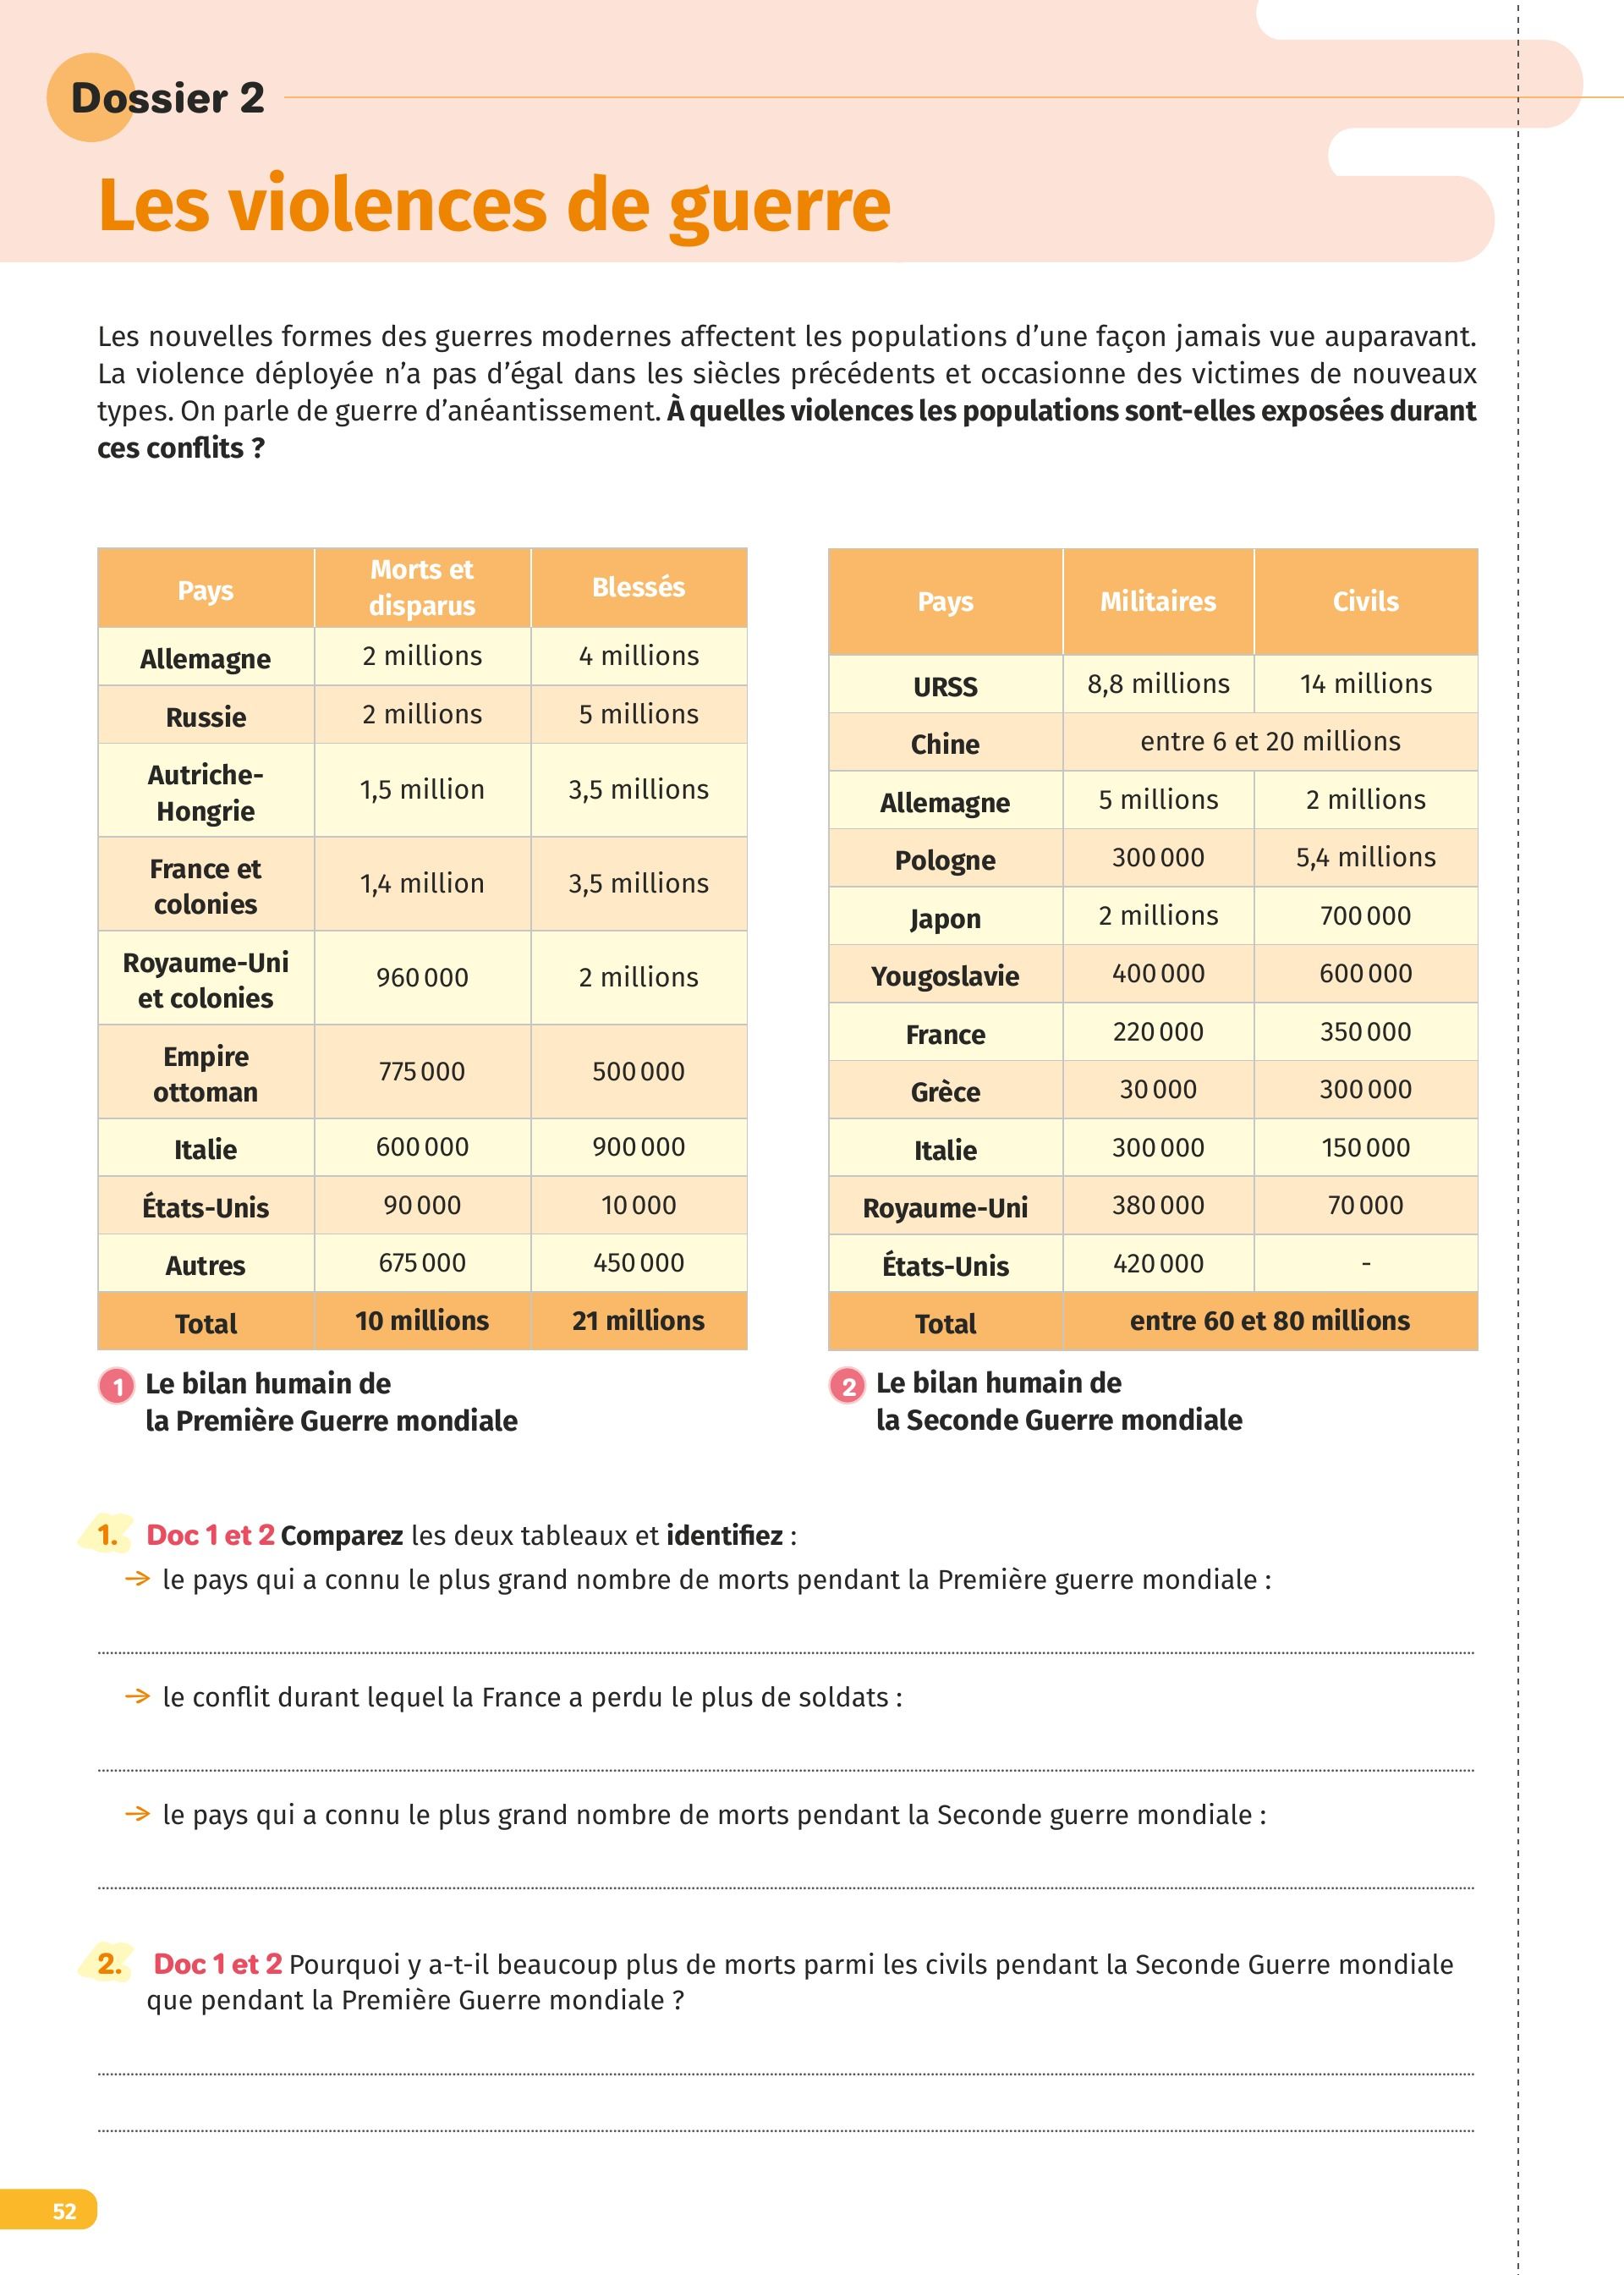 Dossier 2
Les violences de guerre
Les nouvelles formes des guerres modernes affectent les populations d’une façon jamais vue auparavant.
La violence déployée n’a pas d’égal dans les siècles précédents et occasionne des victimes de nouveaux
types. On parle de guerre d’anéantissement. À quelles violences les populations sont-elles exposées durant
ces conflits ?
Pays Morts et disparus Blessés
Allemagne 2 millions 4 millions
Russie 2 millions 5 millions
Autriche-
Hongrie 1,5 million 3,5 millions
France et
colonies 1,4 million 3,5 millions
Royaume-Uni
et colonies 960 000 2 millions
Empire
ottoman 775 000 500 000
Italie 600 000 900 000
États-Unis 90 000 10 000
Autres 675 000 450 000
Total 10 millions 21 millions
1 Le bilan humain de
la Première Guerre mondiale
Pays Militaires Civils
URSS 8,8 millions 14 millions
Chine entre 6 et 20 millions
Allemagne 5 millions 2 millions
Pologne 300 000 5,4 millions
Japon 2 millions 700 000
Yougoslavie 400 000 600 000
France 220 000 350 000
Grèce 30 000 300 000
Italie 300 000 150 000
Royaume-Uni 380 000 70 000
États-Unis 420 000 -
Total entre 60 et 80 millions
2 Le bilan humain de
la Seconde Guerre mondiale
1. Doc 1 et 2 Comparez les deux tableaux et identifiez :
→ le pays qui a connu le plus grand nombre de morts pendant la Première guerre mondiale :
→ le conflit durant lequel la France a perdu le plus de soldats :
→ le pays qui a connu le plus grand nombre de morts pendant la Seconde guerre mondiale :
2. Doc 1 et 2 Pourquoi y a-t-il beaucoup plus de morts parmi les civils pendant la Seconde Guerre mondiale
que pendant la Première Guerre mondiale ?
52